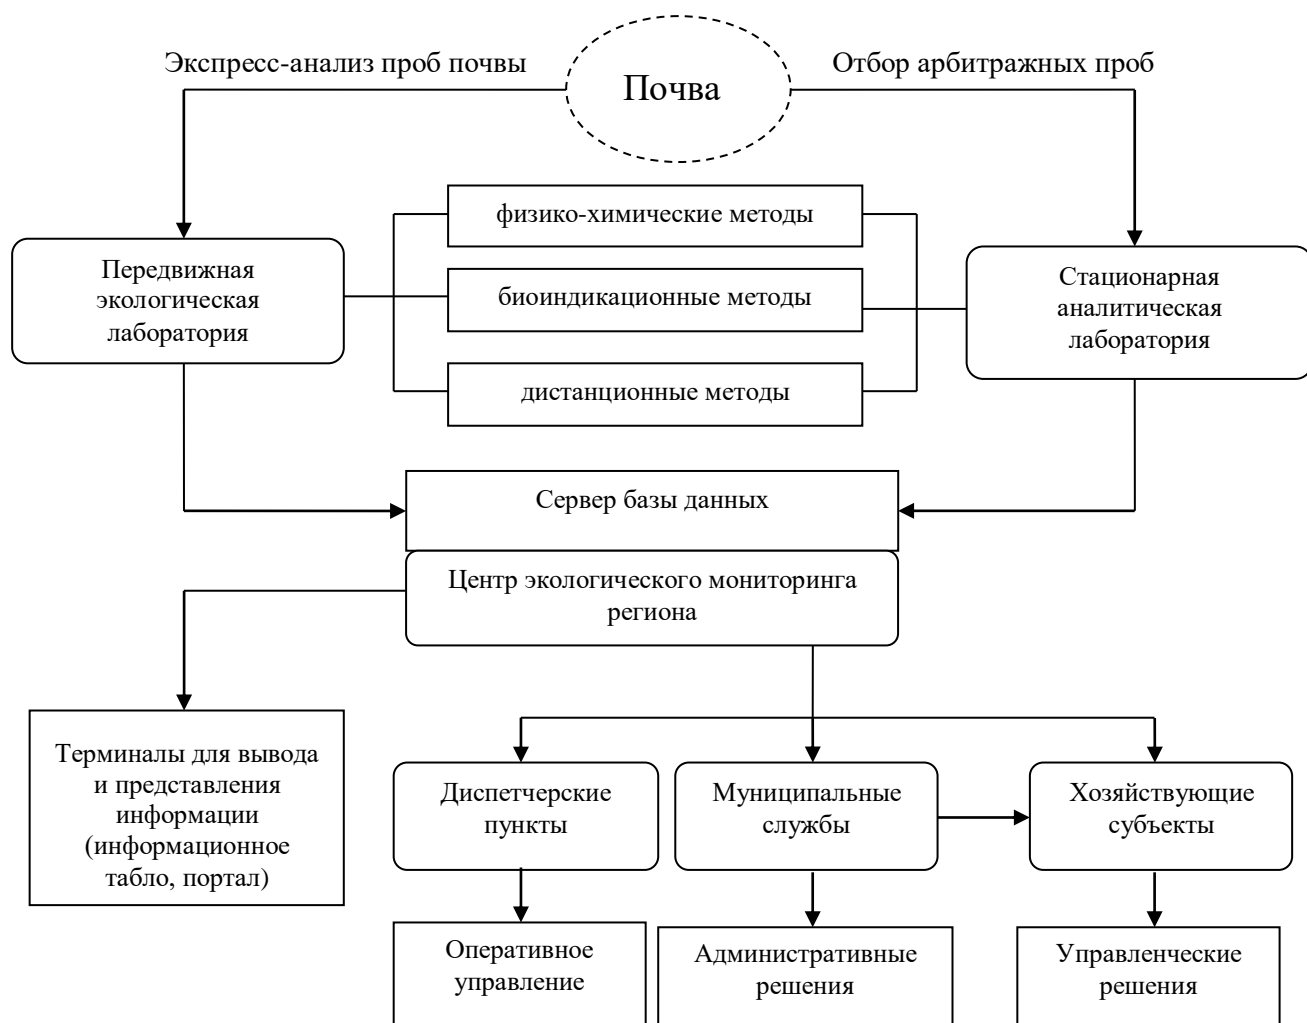 Экспресс-анализ проб почвы
Почва
Отбор арбитражных проб
физико-химические методы
Передвижная
экологическая
лаборатория
биоиндикационные методы
Стационарная
аналитическая
лаборатория
дистанционные методы
Сервер базы данных
Центр экологического мониторинга
региона
Терминалы для вывода
и представления
информации
(информационное
табло, портал)
Диспетчерские
пункты
Муниципальные
службы
Хозяйствующие
субъекты
Оперативное
управление
Административные
решения
Управленческие
решения